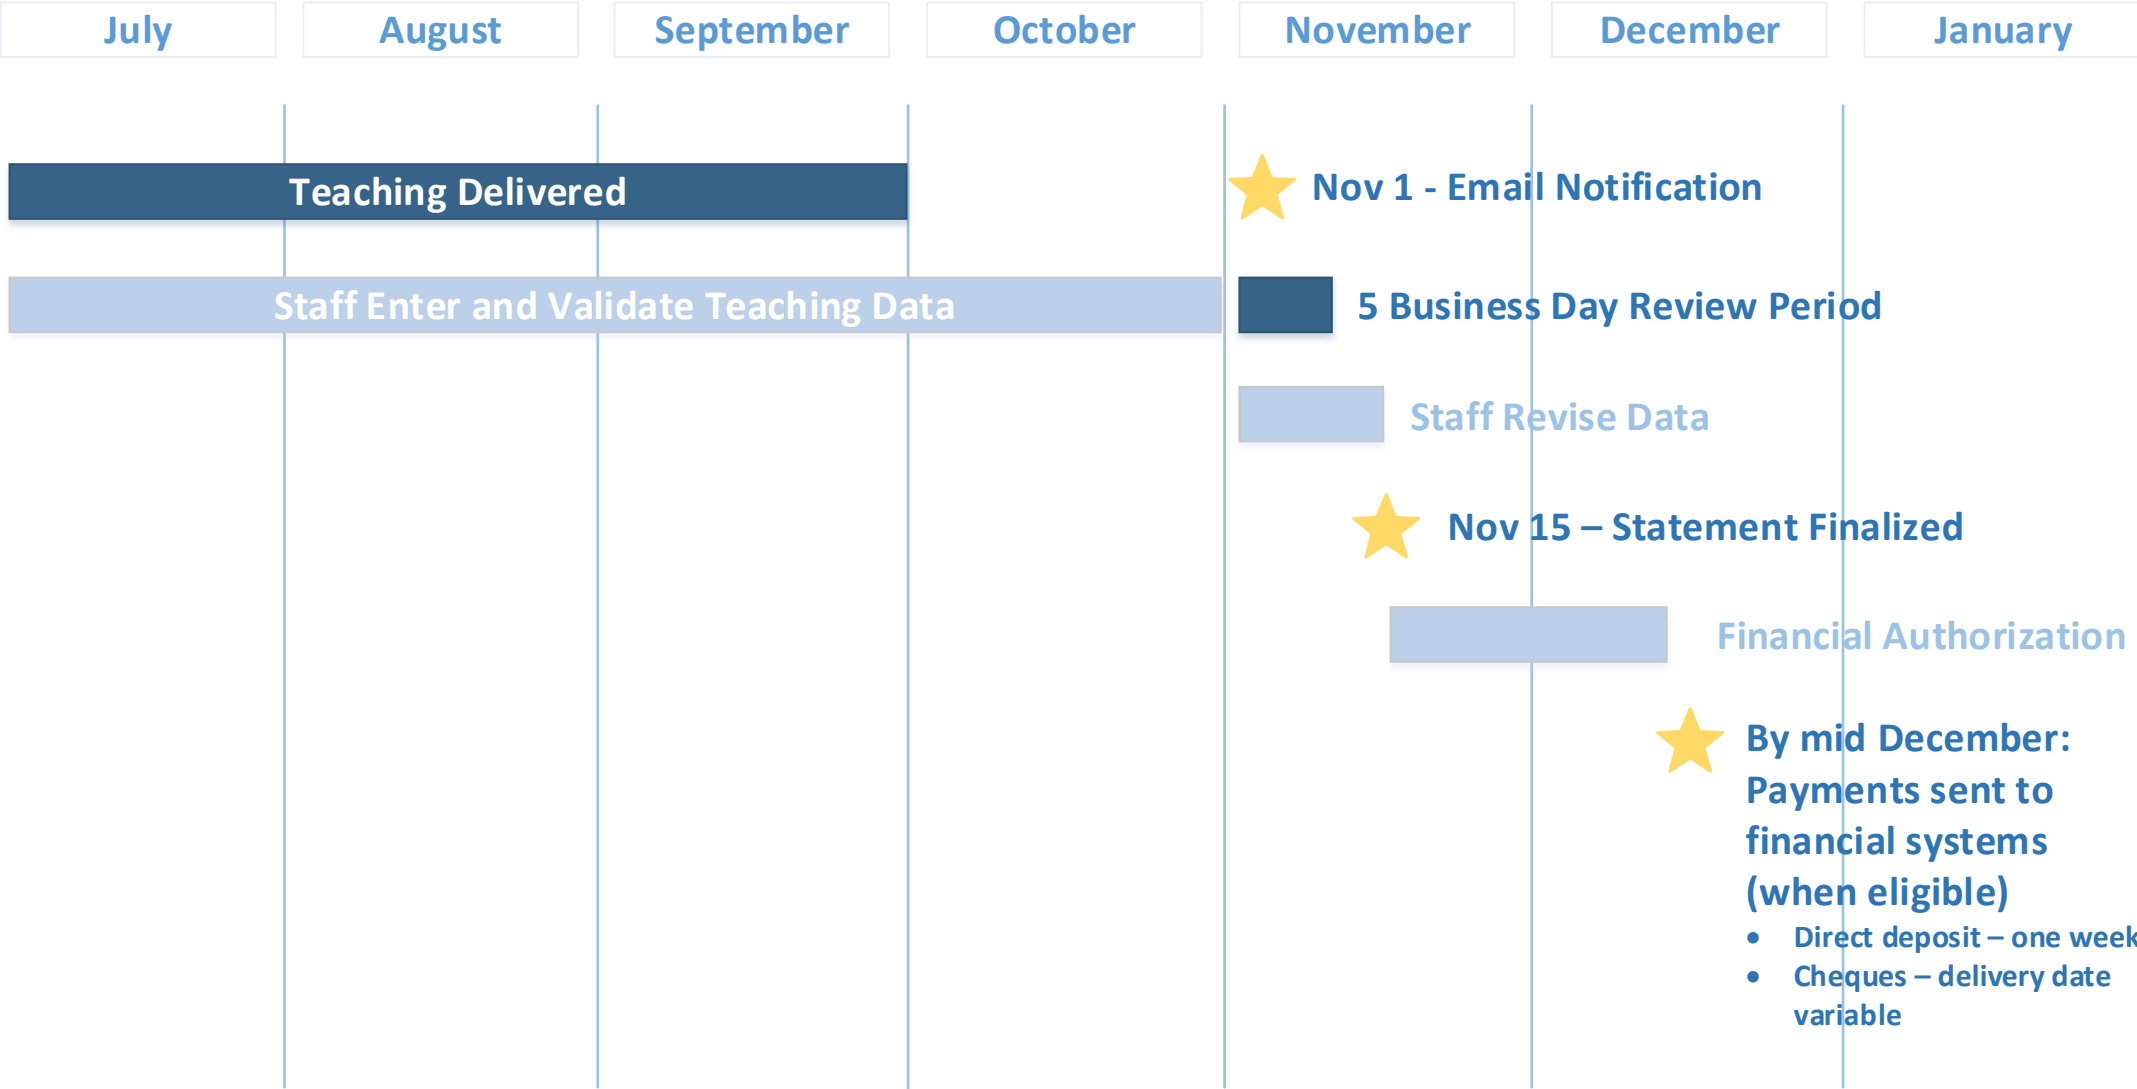 July
August
September
October
November
December
January
Teaching Delivered
Nov 1 - Email Notification
Staff Enter and Validate Teaching Data
5 Business Day Review Period
Staff Revise Data
Nov 15 – Statement Finalized
Financial Authorization
By mid December:
Payments sent to
financial systems
(when eligible)
• Direct deposit – one week
• Cheques – delivery date
variable